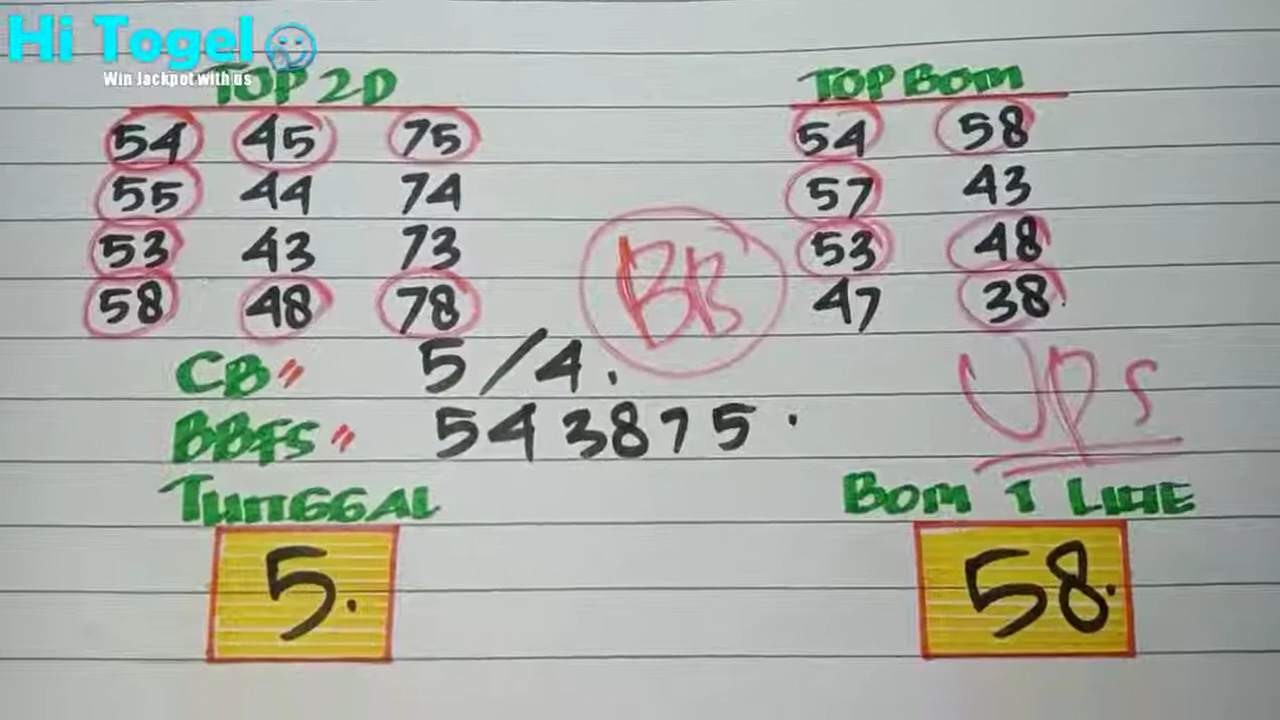 Hi Togel
Win Jackpot with us
TOP 2D
54 45 75
55 44 74
53 43 73
58 48 78
TOP BOM
54 58
57 43
53 48
47 38.
BB
UPS
CB" 5/4.
BBFS" 543875.
TUNGGAL
5.
BOM 1 LINE
58.